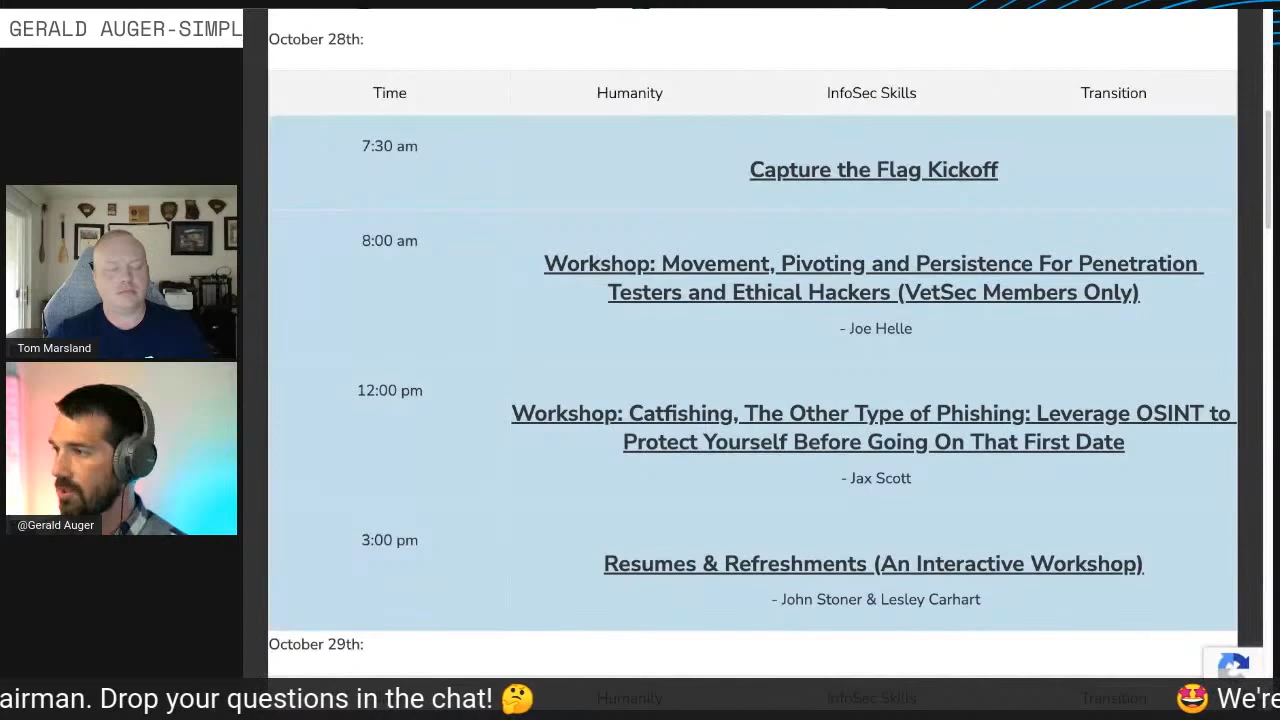 GERALD AUGER-SIMPL
October 28th:
Time Humanity InfoSec Skills Transition
7:30 am
Capture the Flag Kickoff
8:00 am
Workshop: Movement, Pivoting and Persistence For Penetration
Testers and Ethical Hackers (VetSec Members Only)
- Joe Helle
12:00 pm
Workshop: Catfishing, The Other Type of Phishing: Leverage OSINT to
Protect Yourself Before Going On That First Date
- Jax Scott
3:00 pm
Resumes & Refreshments (An Interactive Workshop)
- John Stoner & Lesley Carhart
October 29th:
Humanity InfoSec Skills Transition
Tom Marsland
@Gerald Auger
airman. Drop your questions in the chat! 🤔 🤩 We're